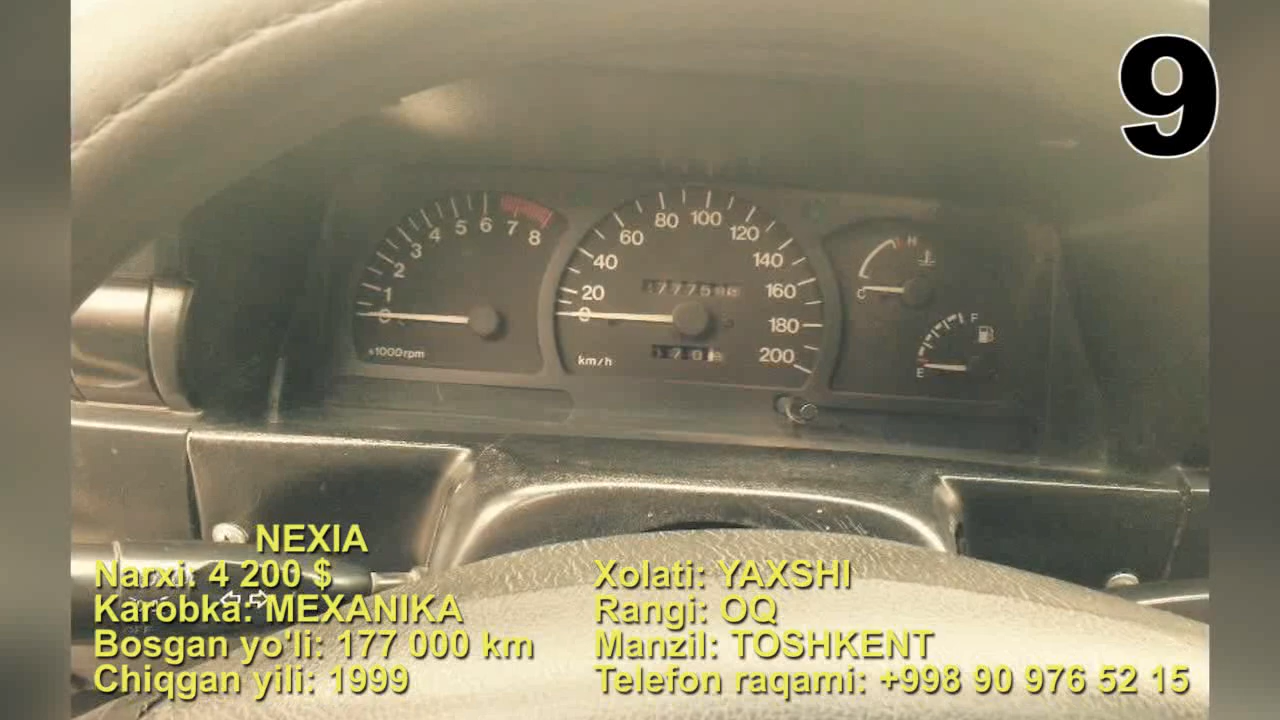 9
1
2
3
4
5
6
7
8
x1000rpm
0
20
40
60
80
100
120
140
160
180
200
km/h
H
C
F
E
NEXIA
Narxi: 4 200 $
Karobka: MEXANIKA
Bosgan yo'li: 177 000 km
Chiqgan yili: 1999
Xolati: YAXSHI
Rangi: OQ
Manzil: TOSHKENT
Telefon raqami: +998 90 976 52 15